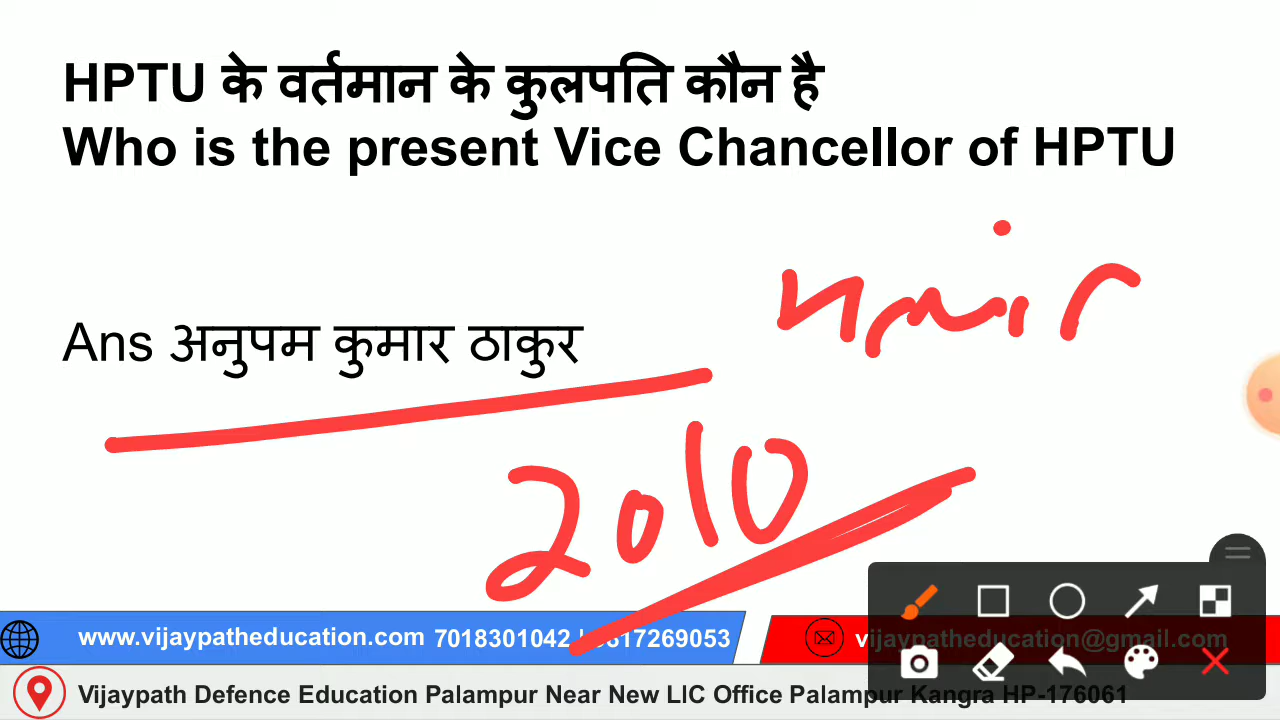 HPTU के वर्तमान के कुलपति कौन है
Who is the present Vice Chancellor of HPTU
Ans अनुपम कुमार ठाकुर
2010
www.vijaypatheducation.com 7018301042
vijaypatheducation@gmail.com
Vijaypath Defence Education Palampur Near New LIC Office Palampur Kangra HP-176061